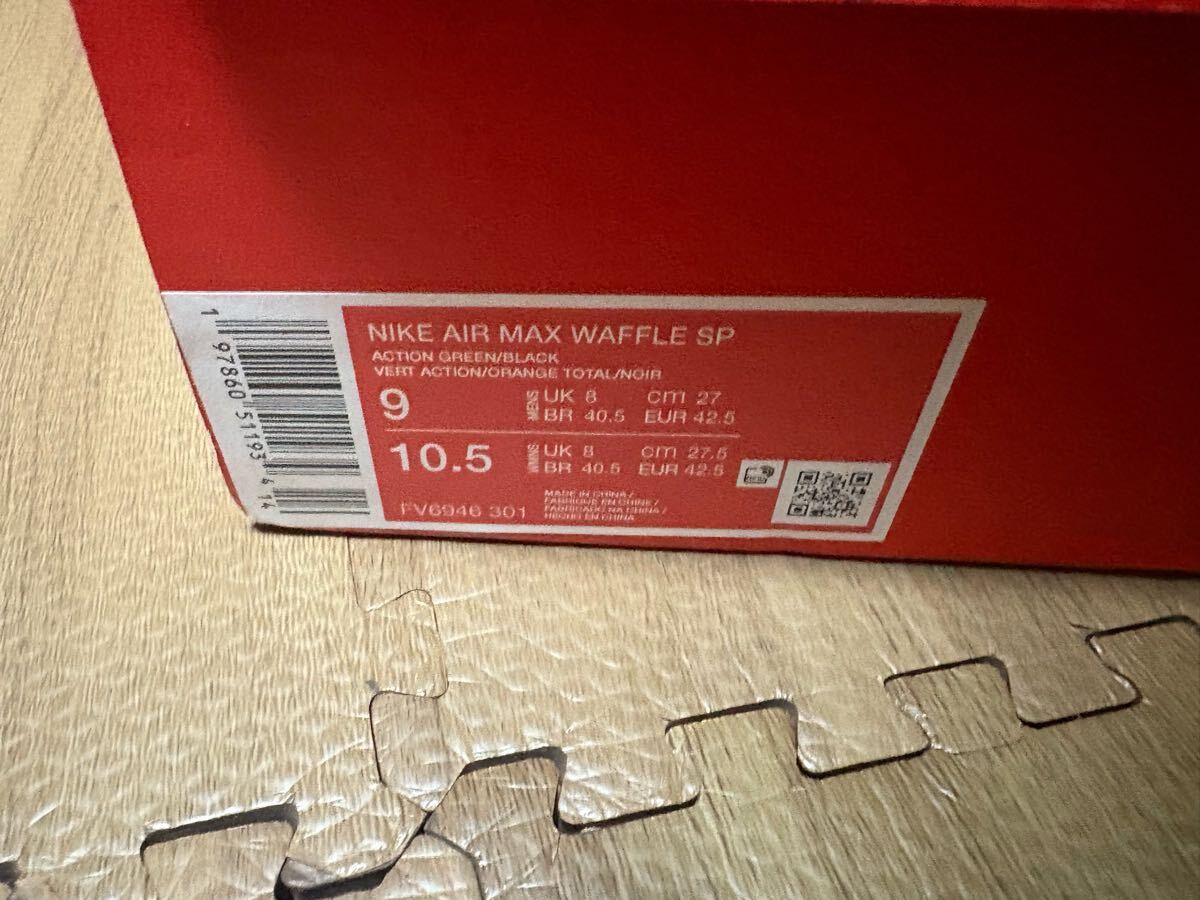 NIKE AIR MAX WAFFLE SP
ACTION GREEN/BLACK
VERT ACTION/ORANGE TOTAL/NOIR
9 MENS UK 8 cm 27
BR 40.5 EUR 42.5
10.5 WMNS UK 8 cm 27.5
BR 40.5 EUR 42.5
MADE IN CHINA /
FABRIQUE EN CHINE /
FABRICADO NA CHINA /
HECHO EN CHINA
FV6946 301
1 97860 51193 4 14